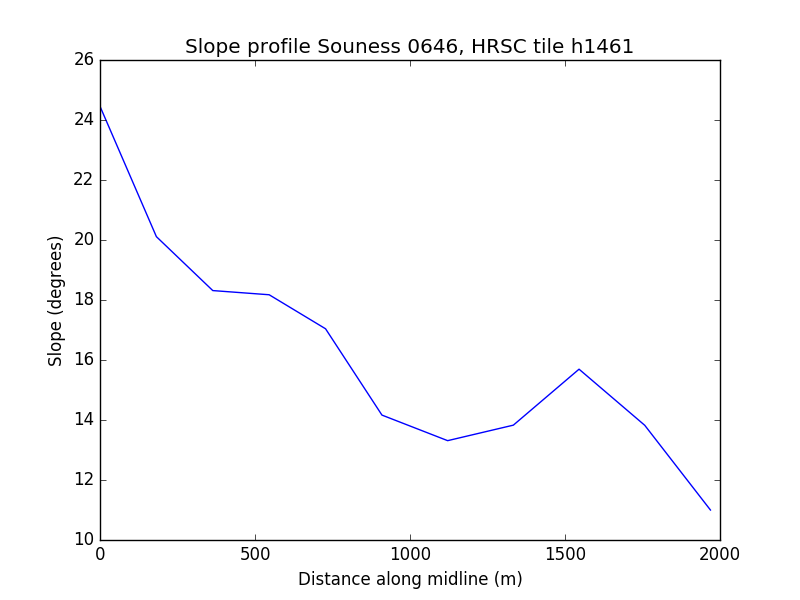 Slope profile Souness 0646, HRSC tile h1461
26
24
22
20
18
16
14
12
10
Slope (degrees)
0 500 1000 1500 2000
Distance along midline (m)